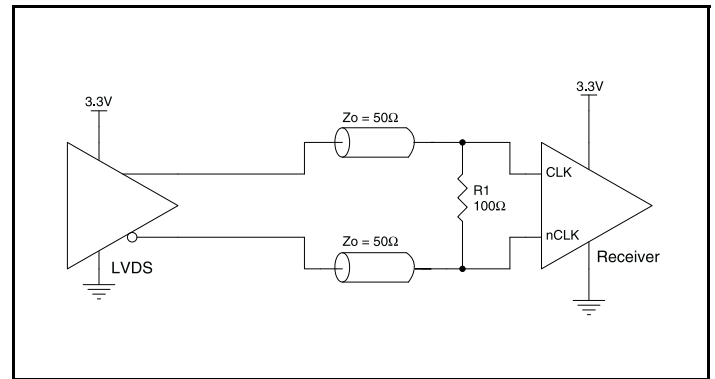 3.3V
3.3V
Zo = 50Ω
CLK
R1
100Ω
Zo = 50Ω
nCLK
Receiver
LVDS